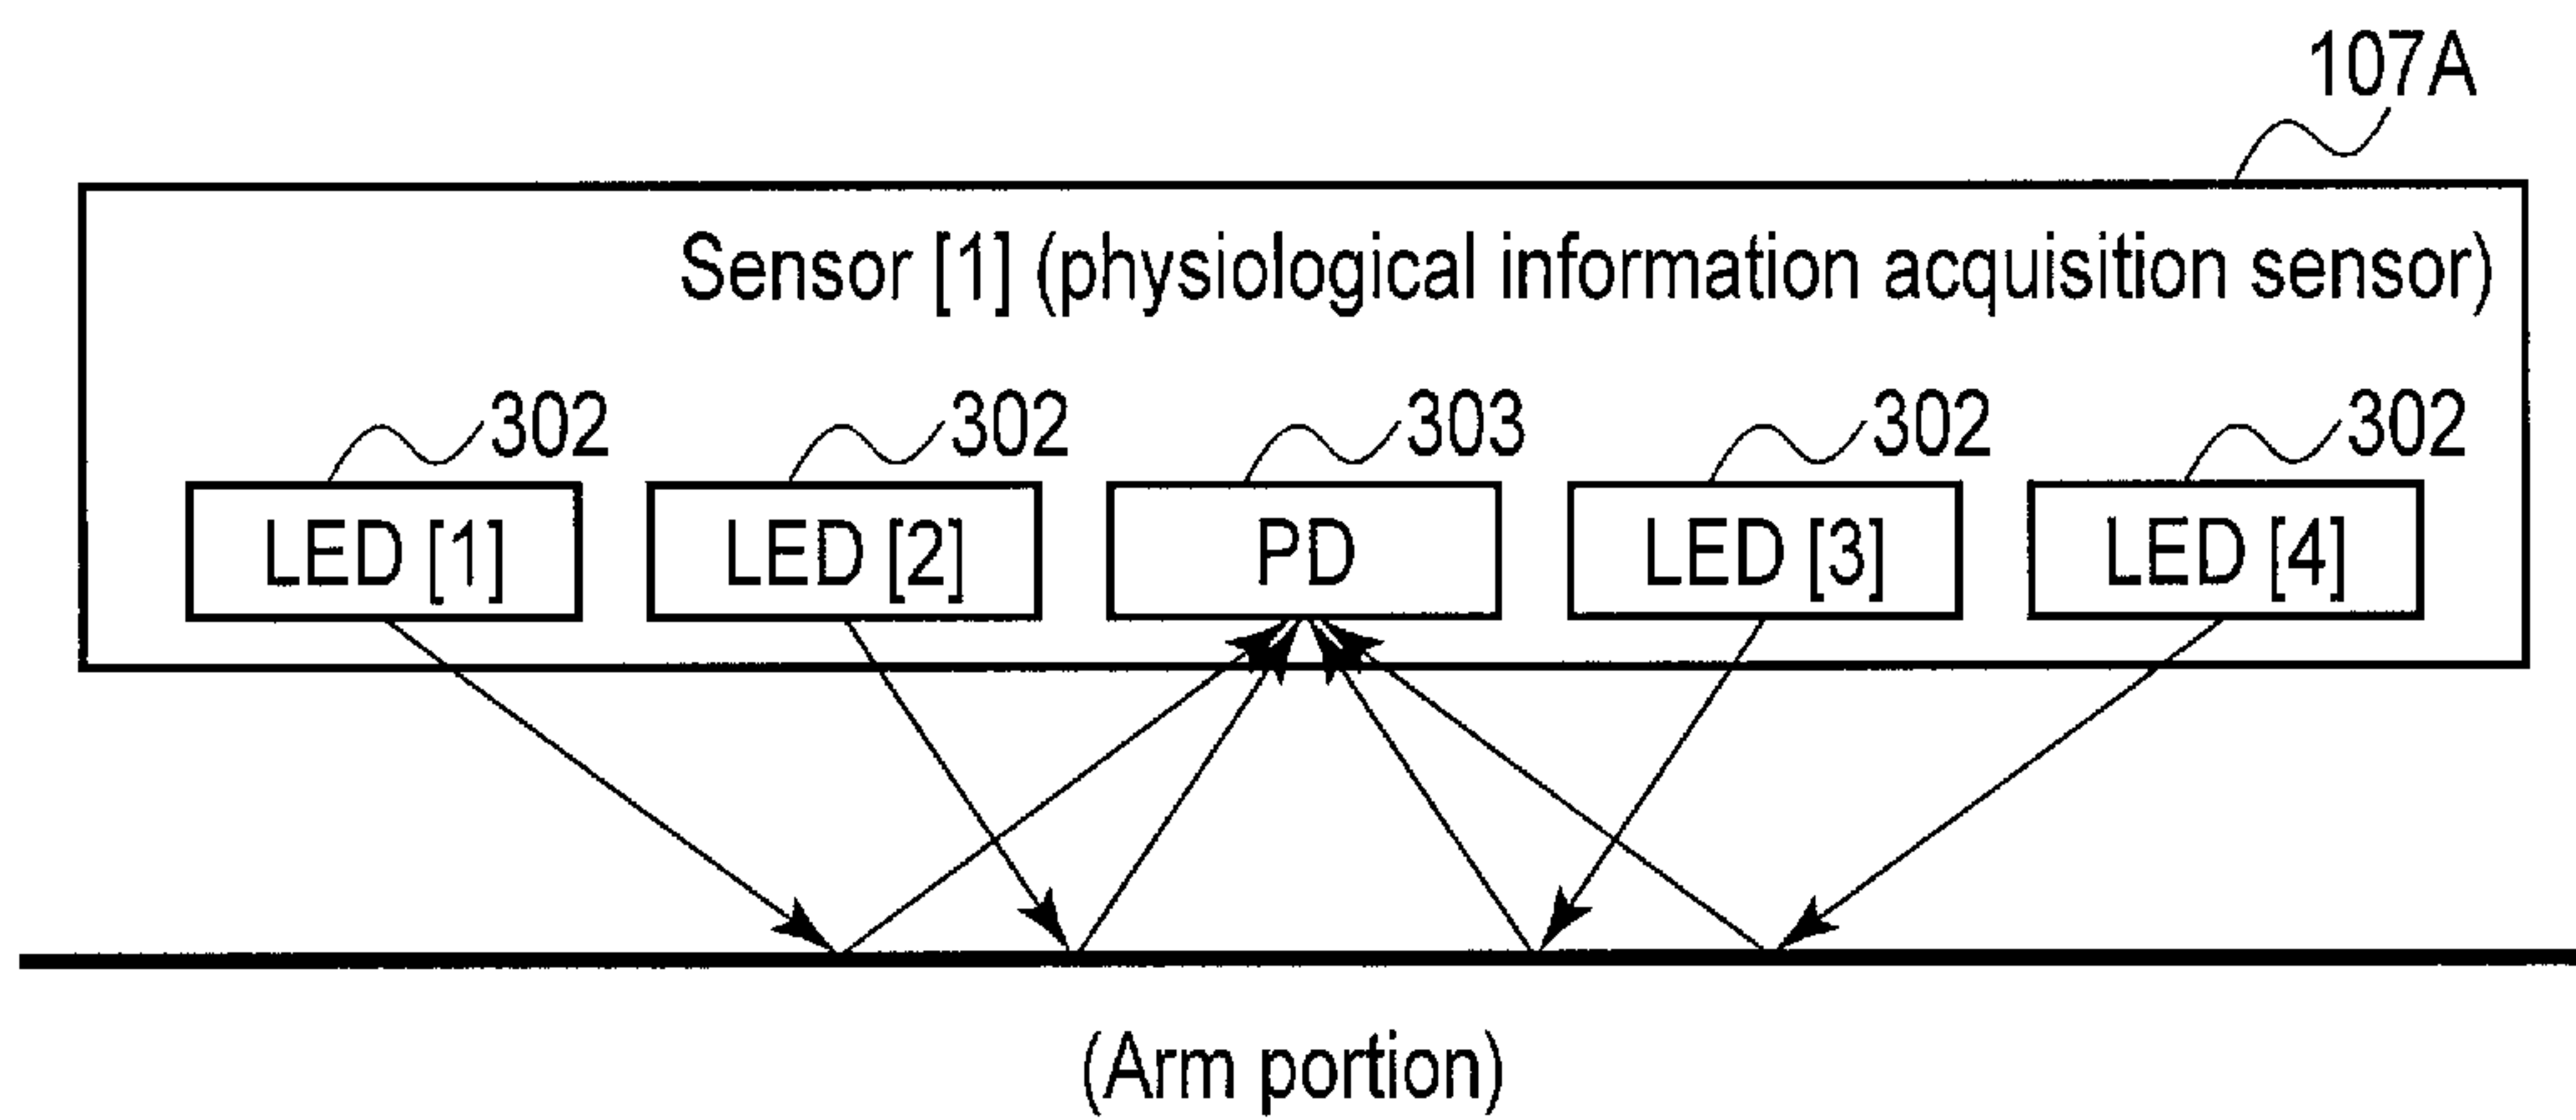 107A
Sensor [1] (physiological information acquisition sensor)
302 302 303 302 302
LED [1] LED [2] PD LED [3] LED [4]
(Arm portion)